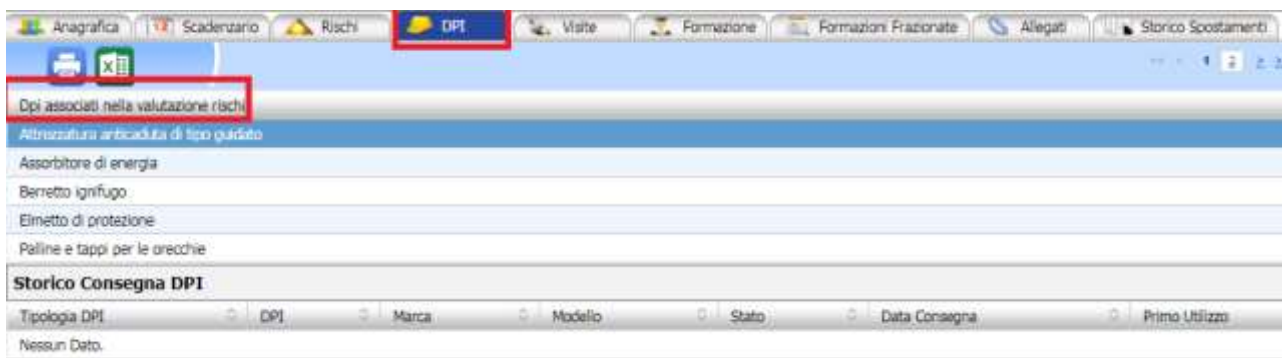 Anagrafica Scadenzario Rischi DPI Visite Formazione Formazioni Frazionate Allegati Storico Spostamenti
1 2
Dpi associati nella valutazione rischi
Attrezzatura anticaduta di tipo guidato
Assorbitore di energia
Berretto ignifugo
Elmetto di protezione
Palline e tappi per le orecchie
Storico Consegna DPI
Tipologia DPI DPI Marca Modello Stato Data Consegna Primo Utilizzo
Nessun Dato.